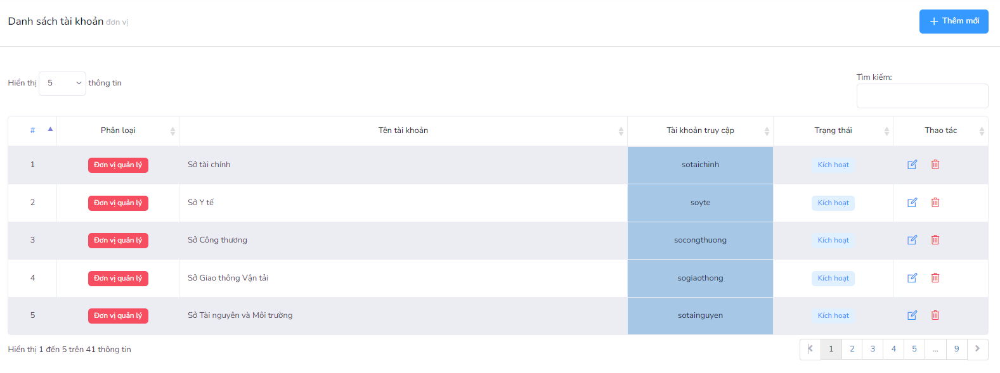 Danh sách tài khoản đơn vị
Thêm mới
Hiển thị 5 thông tin
Tìm kiếm:
# Phân loại Tên tài khoản Tài khoản truy cập Trạng thái Thao tác
1 Đơn vị quản lý Sở tài chính sotaichinh Kích hoạt
2 Đơn vị quản lý Sở Y tế soyte Kích hoạt
3 Đơn vị quản lý Sở Công thương socongthuong Kích hoạt
4 Đơn vị quản lý Sở Giao thông Vận tải sogiaothong Kích hoạt
5 Đơn vị quản lý Sở Tài nguyên và Môi trường sotainguyen Kích hoạt
Hiển thị 1 đến 5 trên 41 thông tin
1 2 3 4 5 ... 9